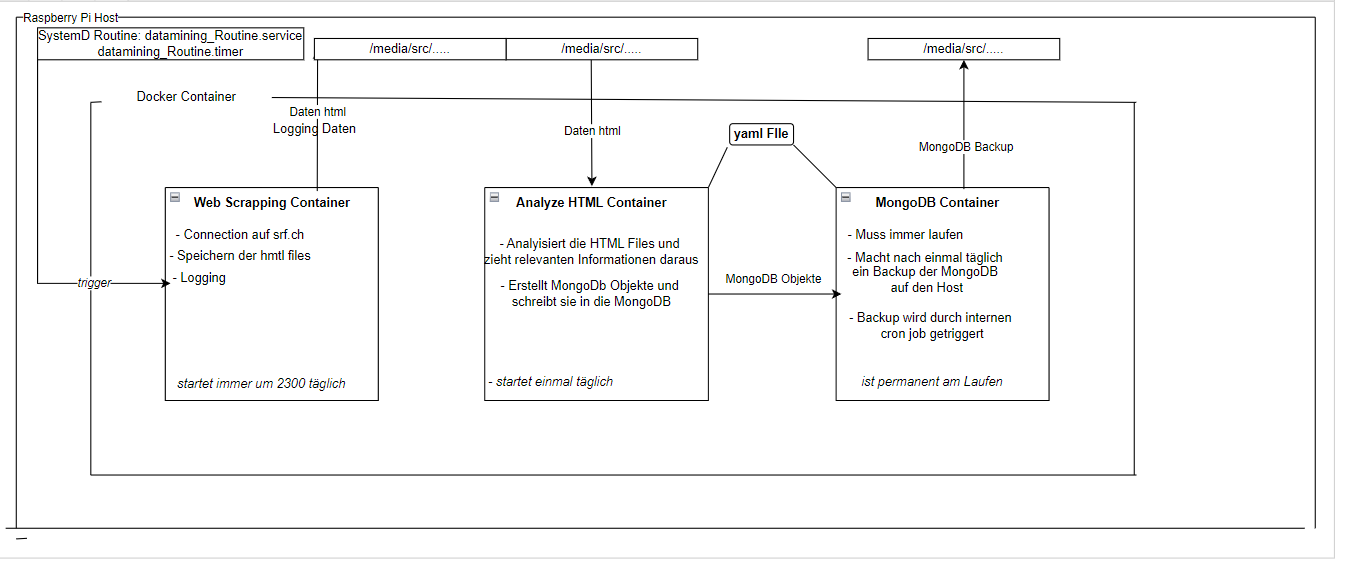 Raspberry Pi Host
SystemD Routine: datamining_Routine.service
datamining_Routine.timer
/media/src/.....
/media/src/.....
/media/src/.....
Docker Container
Daten html
Logging Daten
Daten html
yaml FIle
MongoDB Backup
Web Scrapping Container
- Connection auf srf.ch
- Speichern der hmtl files
- Logging
startet immer um 2300 täglich
trigger
Analyze HTML Container
- Analyisiert die HTML Files und
zieht relevanten Informationen daraus
- Erstellt MongoDb Objekte und
schreibt sie in die MongoDB
- startet einmal täglich
MongoDB Objekte
MongoDB Container
- Muss immer laufen
- Macht nach einmal täglich
ein Backup der MongoDB
auf den Host
- Backup wird durch internen
cron job getriggert
ist permanent am Laufen